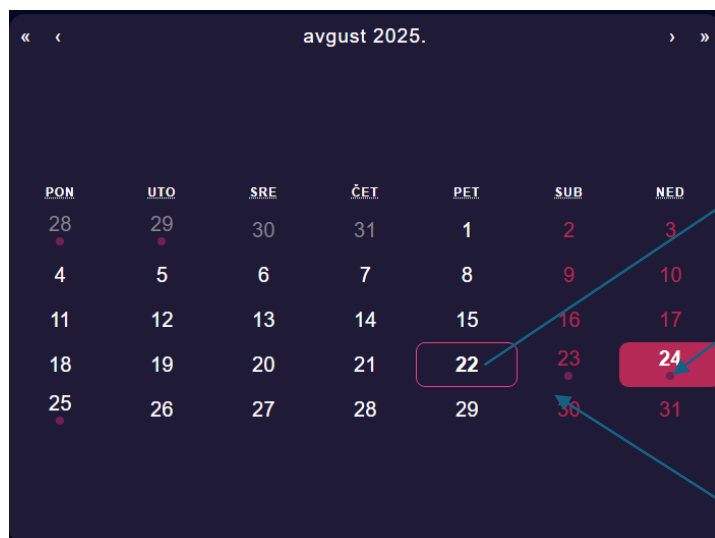 « ‹ avgust 2025. › »
PON UTO SRE ČET PET SUB NED
28 29 30 31 1 2 3
4 5 6 7 8 9 10
11 12 13 14 15 16 17
18 19 20 21 22 23 24
25 26 27 28 29 30 31